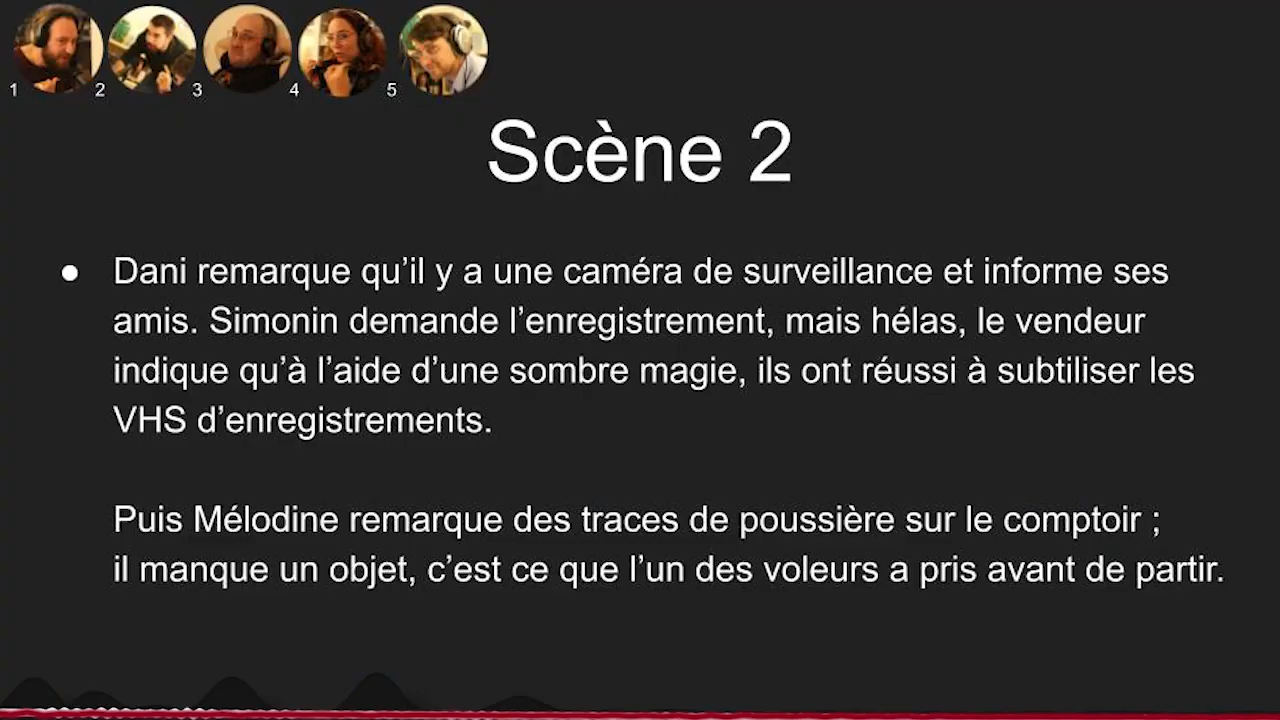 1 2 3 4 5
Scène 2
● Dani remarque qu’il y a une caméra de surveillance et informe ses
amis. Simonin demande l’enregistrement, mais hélas, le vendeur
indique qu’à l’aide d’une sombre magie, ils ont réussi à subtiliser les
VHS d’enregistrements.
Puis Mélodine remarque des traces de poussière sur le comptoir ;
il manque un objet, c’est ce que l’un des voleurs a pris avant de partir.